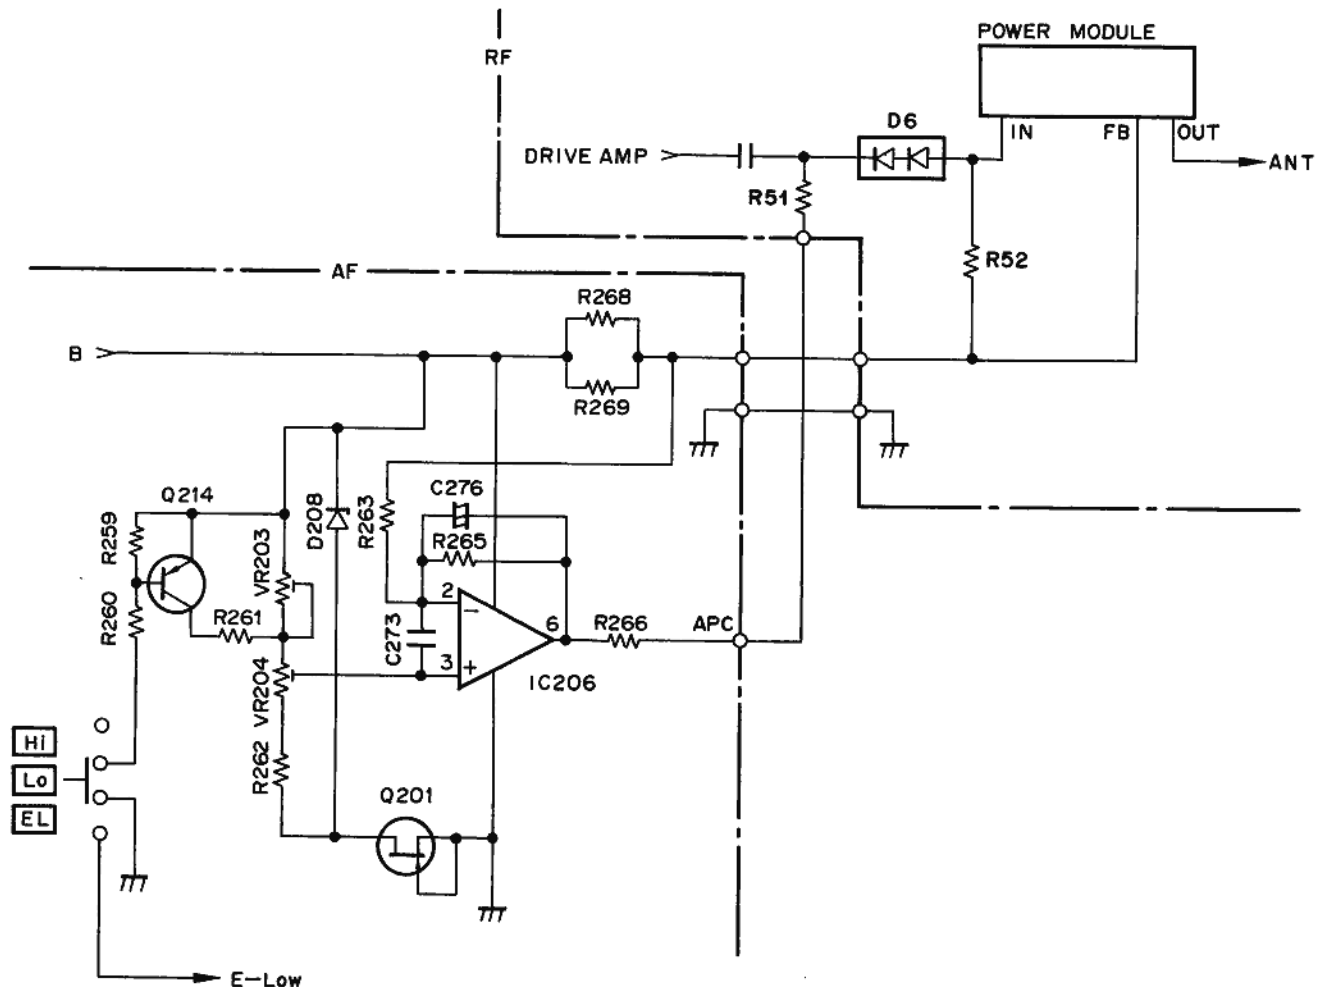 POWER MODULE
RF
IN
FB
OUT
D6
DRIVE AMP
ANT
R51
R52
AF
R268
B
R269
Q214
C276
R259
D208
R263
R265
VR203
2
−
R260
R261
C273
6
R266
APC
3
+
IC206
VR204
Hi
Lo
EL
R262
Q201
E−Low